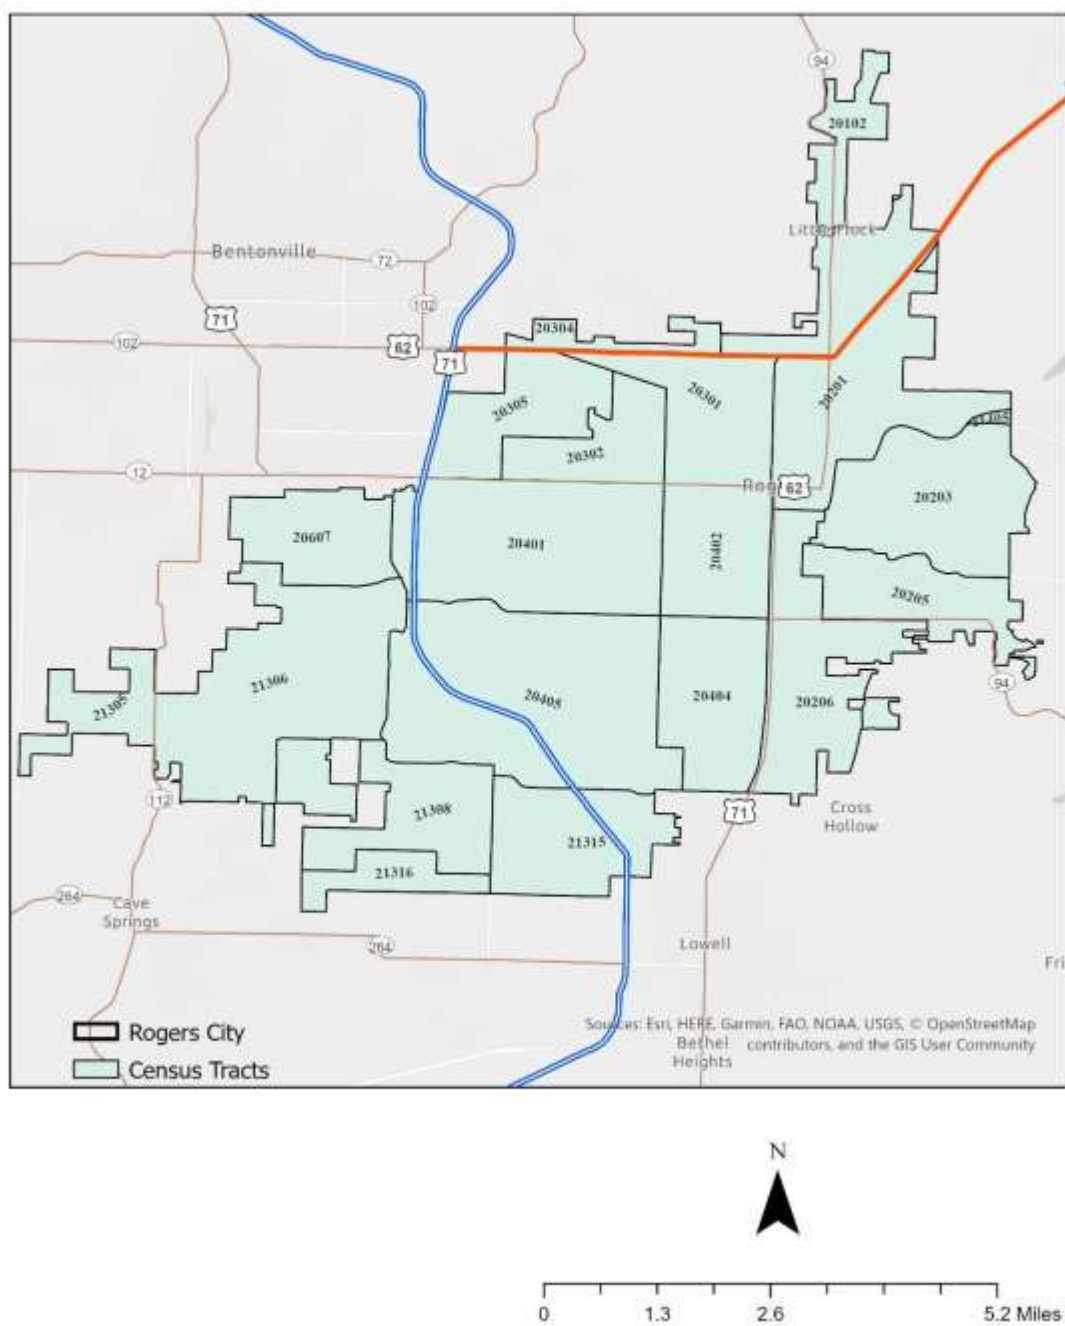 94
20102
Little Flock
Bentonville
72
102
71
20304
102
62
71
20305
20301
20201
20302
12
Rog
62
20203
20607
20401
20402
20205
21306
94
21305
20405
20404
20206
112
71
Cross
Hollow
21308
21315
21316
264
Cave
Springs
264
Lowell
Fri
Rogers City
Sources: Esri, HERE, Garmin, FAO, NOAA, USGS, © OpenStreetMap
Bethel
Heights
contributors, and the GIS User Community
Census Tracts
N
0
1.3
2.6
5.2 Miles